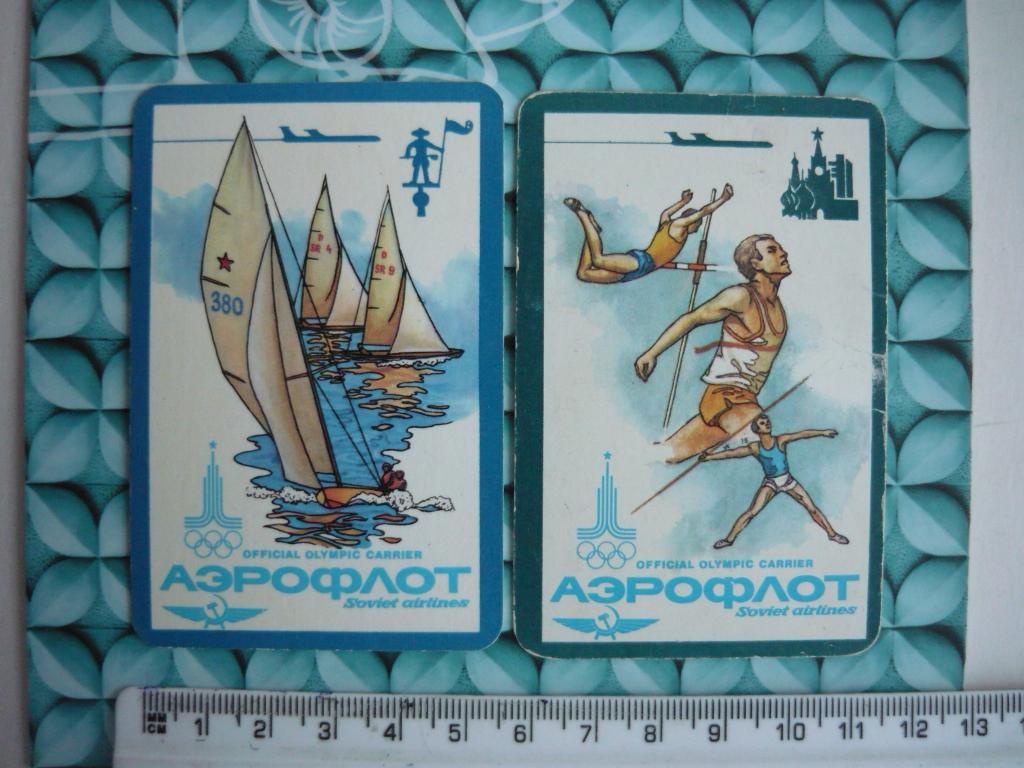 380
D
SR 4
D
SR 9
OFFICIAL OLYMPIC CARRIER
АЭРОФЛОТ
Soviet airlines
OFFICIAL OLYMPIC CARRIER
АЭРОФЛОТ
Soviet airlines
MM
CM
1 2 3 4 5 6 7 8 9 10 11 12 13